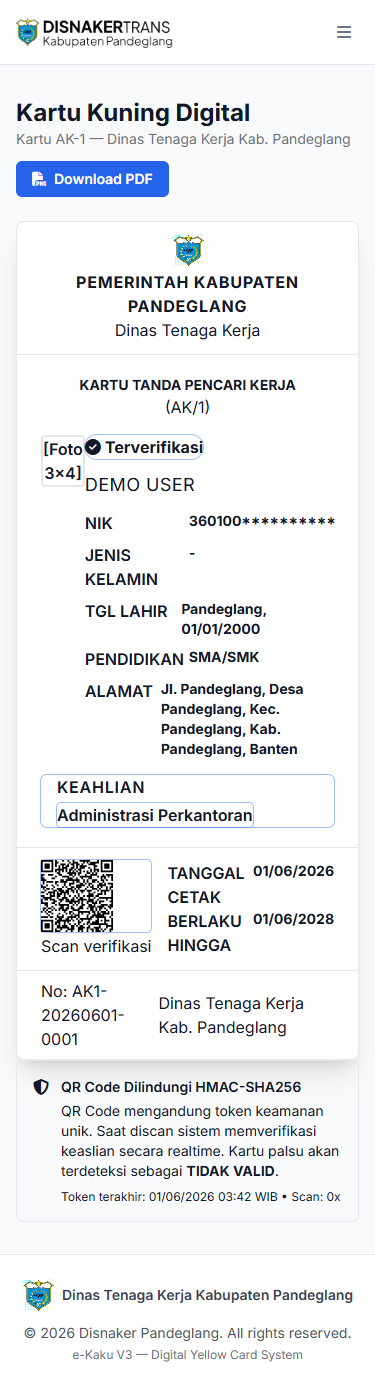 DISNAKERTRANS
Kabupaten Pandeglang
Kartu Kuning Digital
Kartu AK-1 — Dinas Tenaga Kerja Kab. Pandeglang
Download PDF
PEMERINTAH KABUPATEN
PANDEGLANG
Dinas Tenaga Kerja
KARTU TANDA PENCARI KERJA
(AK/1)
[Foto
3×4]
Terverifikasi
DEMO USER
NIK 360100**********
JENIS -
KELAMIN
TGL LAHIR Pandeglang,
01/01/2000
PENDIDIKAN SMA/SMK
ALAMAT Jl. Pandeglang, Desa
Pandeglang, Kec.
Pandeglang, Kab.
Pandeglang, Banten
KEAHLIAN
Administrasi Perkantoran
TANGGAL 01/06/2026
CETAK
BERLAKU 01/06/2028
HINGGA
Scan verifikasi
No: AK1-
20260601-
0001
Dinas Tenaga Kerja
Kab. Pandeglang
QR Code Dilindungi HMAC-SHA256
QR Code mengandung token keamanan
unik. Saat discan sistem memverifikasi
keaslian secara realtime. Kartu palsu akan
terdeteksi sebagai TIDAK VALID.
Token terakhir: 01/06/2026 03:42 WIB • Scan: 0x
Dinas Tenaga Kerja Kabupaten Pandeglang
© 2026 Disnaker Pandeglang. All rights reserved.
e-Kaku V3 — Digital Yellow Card System